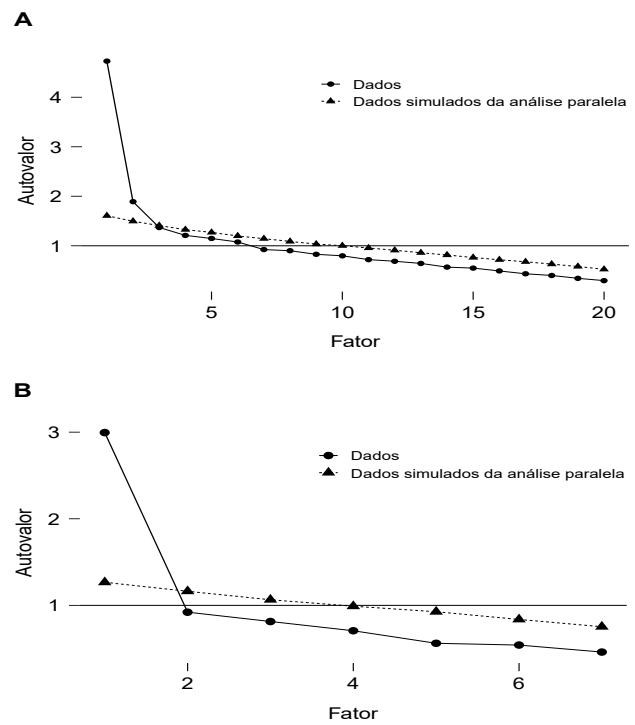 A
Dados
Dados simulados da análise paralela
Autovalor
4
3
2
1
5 10 15 20
Fator
B
Dados
Dados simulados da análise paralela
Autovalor
3
2
1
2 4 6
Fator